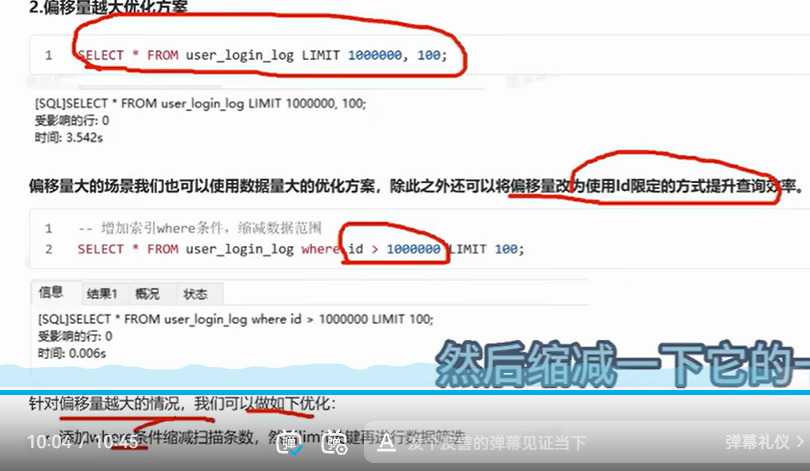 2.偏移量越大优化方案
1 SELECT * FROM user_login_log LIMIT 1000000, 100;
[SQL]SELECT * FROM user_login_log LIMIT 1000000, 100;
受影响的行: 0
时间: 3.542s
偏移量大的场景我们也可以使用数据量大的优化方案，除此之外还可以将偏移量改为使用Id限定的方式提升查询效率。
1 -- 增加索引where条件，缩减数据范围
2 SELECT * FROM user_login_log where id > 1000000 LIMIT 100;
信息 结果1 概况 状态
[SQL]SELECT * FROM user_login_log where id > 1000000 LIMIT 100;
受影响的行: 0
时间: 0.006s
然后缩减一下它的一
针对偏移量越大的情况，我们可以做如下优化：
添加where条件缩减扫描条数，然后limit关键再进行数据筛选
10:04 / 10:45 弹 弹 A 发个友善的弹幕见证当下 弹幕礼仪 >